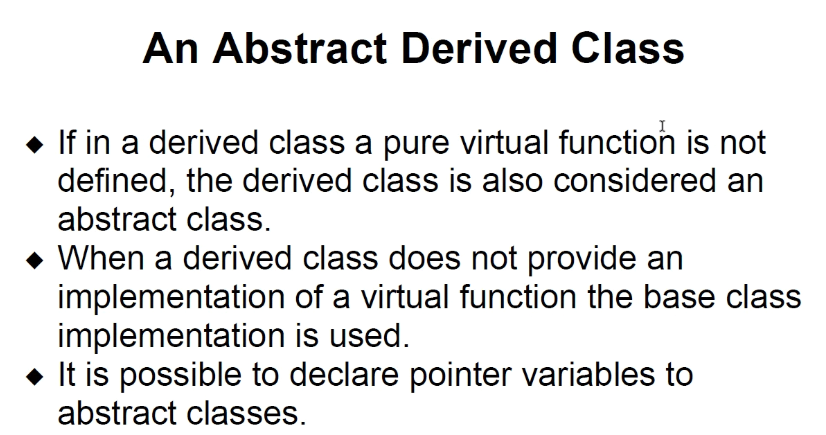 An Abstract Derived Class
◆ If in a derived class a pure virtual function is not
defined, the derived class is also considered an
abstract class.
◆ When a derived class does not provide an
implementation of a virtual function the base class
implementation is used.
◆ It is possible to declare pointer variables to
abstract classes.